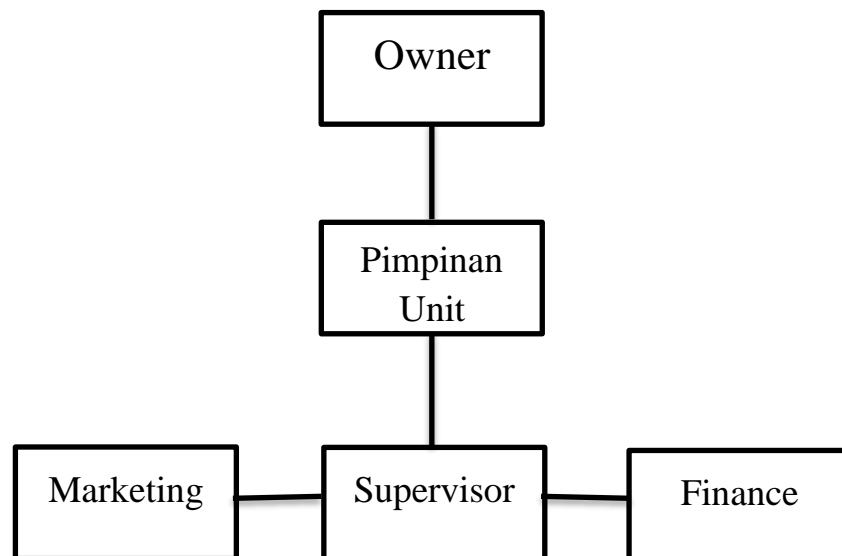 Owner
Pimpinan
Unit
Marketing
Supervisor
Finance